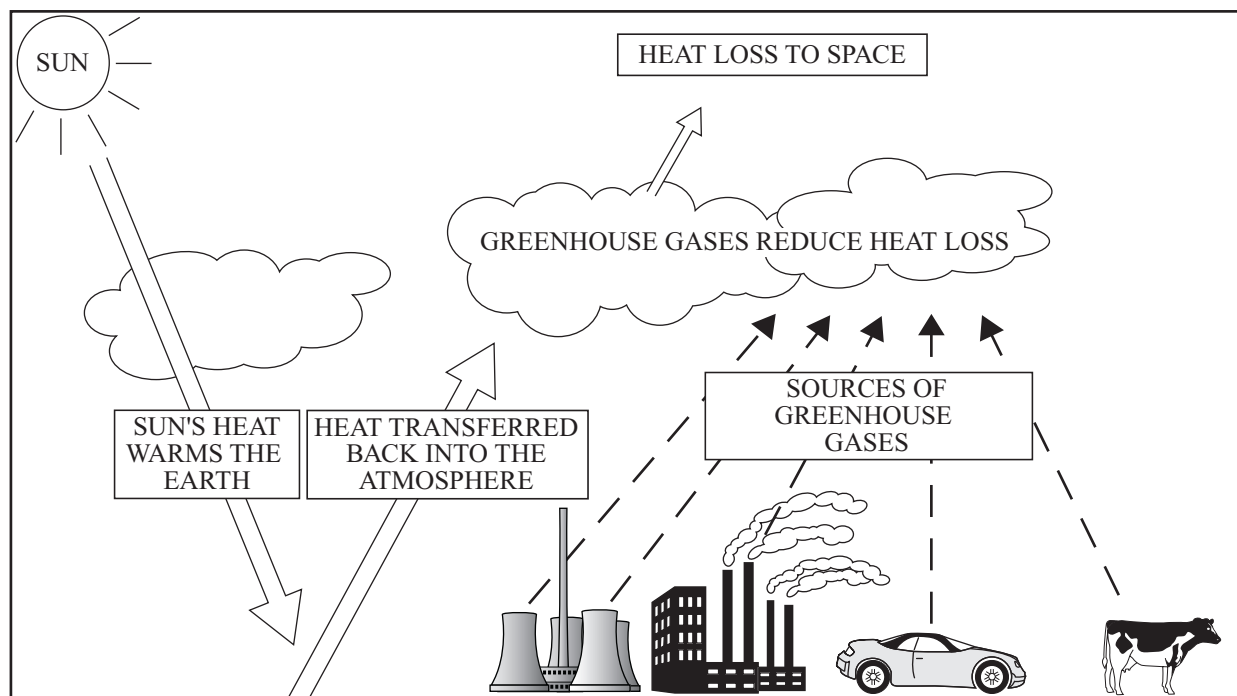 SUN
HEAT LOSS TO SPACE
GREENHOUSE GASES REDUCE HEAT LOSS
SUN'S HEAT
WARMS THE
EARTH
HEAT TRANSFERRED
BACK INTO THE
ATMOSPHERE
SOURCES OF
GREENHOUSE
GASES